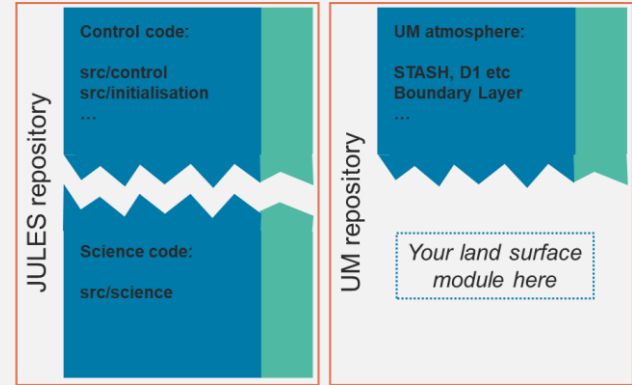 JULES repository
Control code:
src/control
src/initialisation
...
Science code:
src/science
UM repository
UM atmosphere:
STASH, D1 etc
Boundary Layer
...
Your land surface
module here